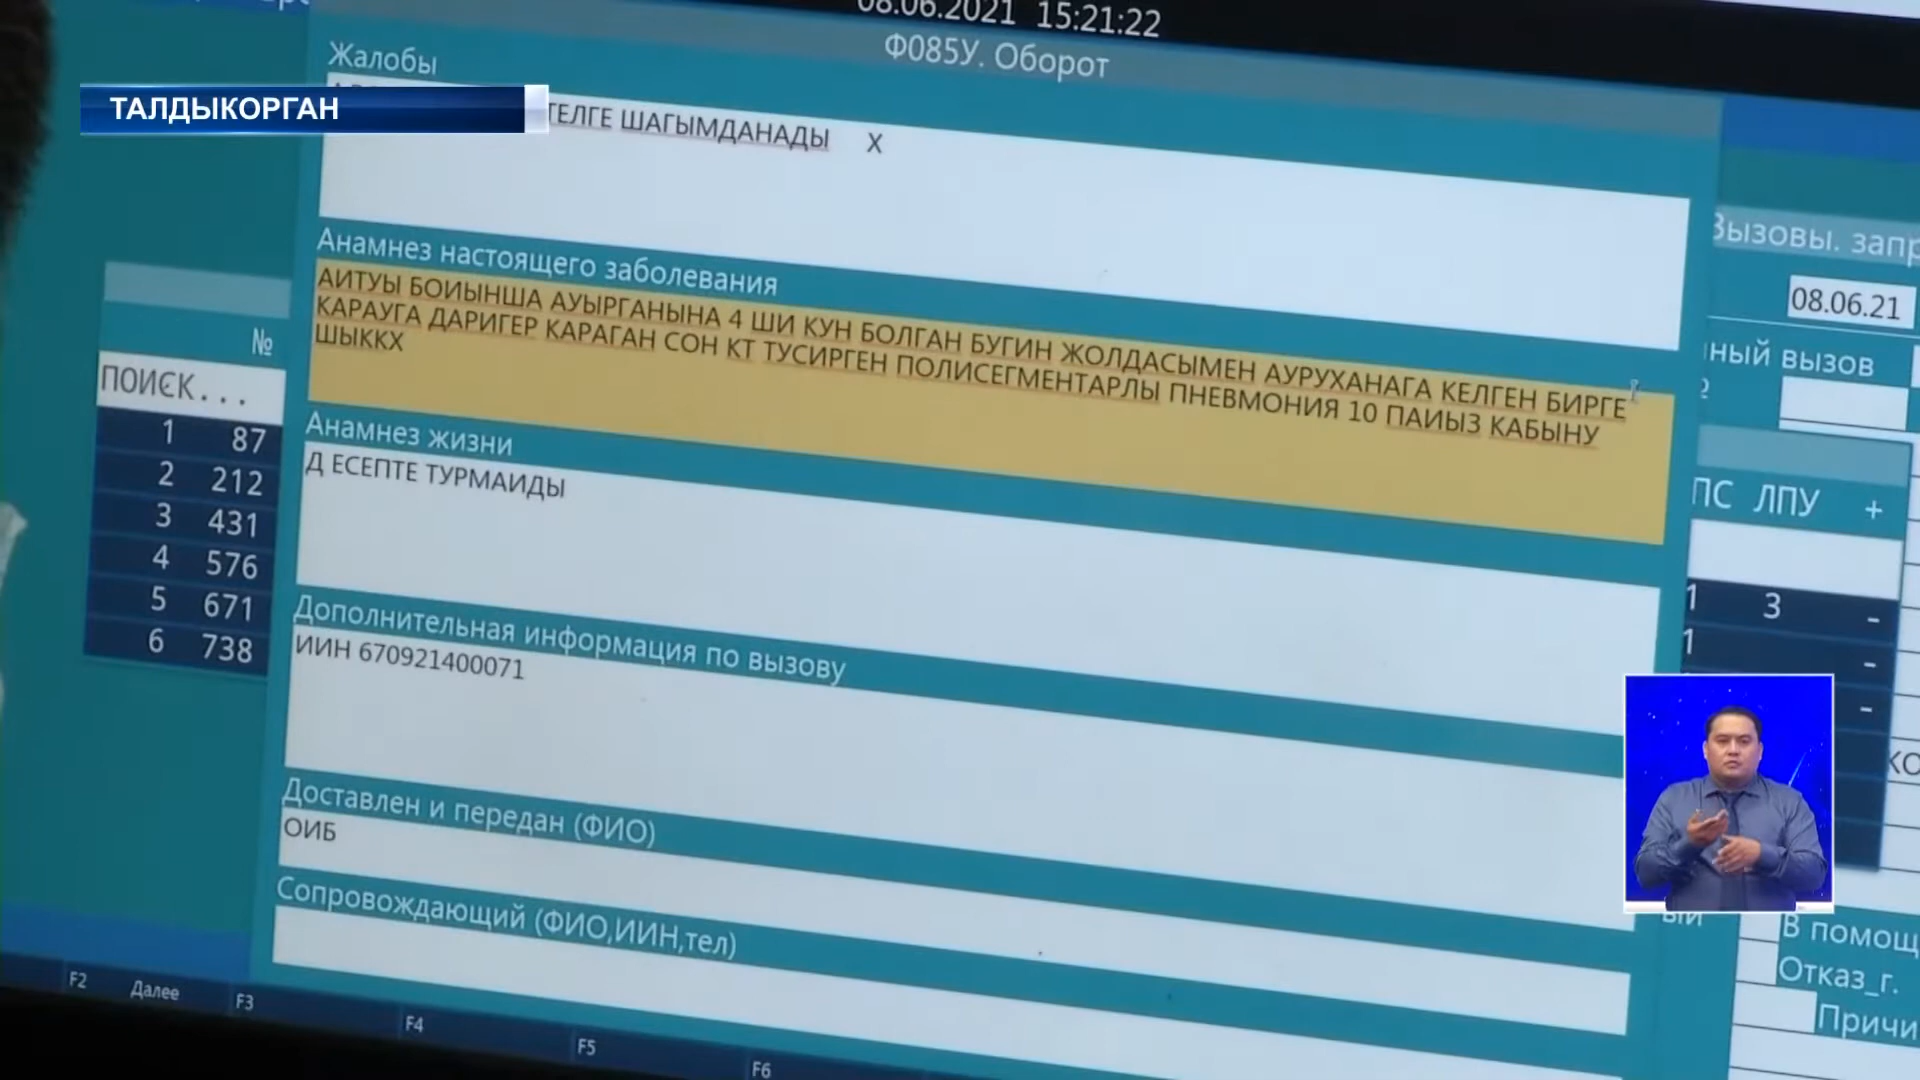 08.06.2021 15:21:22
Ф085У. Оборот
Жалобы
ТАЛДЫКОРГАН
ШАГЫМДАНАДЫ Х
Анамнез настоящего заболевания
АИТУЫ БОИЫНША АУЫРГАНЫНА 4 ШИ КУН БОЛГАН БУГИН ЖОЛДАСЫМЕН АУРУХАНАГА КЕЛГЕН БИРГЕ
КАРАУГА ДАРИГЕР КАРАГАН СОН КТ ТУСИРГЕН ПОЛИСЕГМЕНТАРЛЫ ПНЕВМОНИЯ 10 ПАИЫЗ КАБЫНУ
ШЫККХ
Анамнез жизни
Д ЕСЕПТЕ ТУРМАИДЫ
Дополнительная информация по вызову
ИИН 670921400071
Доставлен и передан (ФИО)
ОИБ
Сопровождающий (ФИО,ИИН,тел)
№
ПОИСК...
1 87
2 212
3 431
4 576
5 671
6 738
Вызовы. запр
08.06.21
ный вызов
ПС ЛПУ +
1 3 -
1 -
-
ый
В помощ
Отказ_г.
Причи
F2 Далее F3 F4 F5 F6